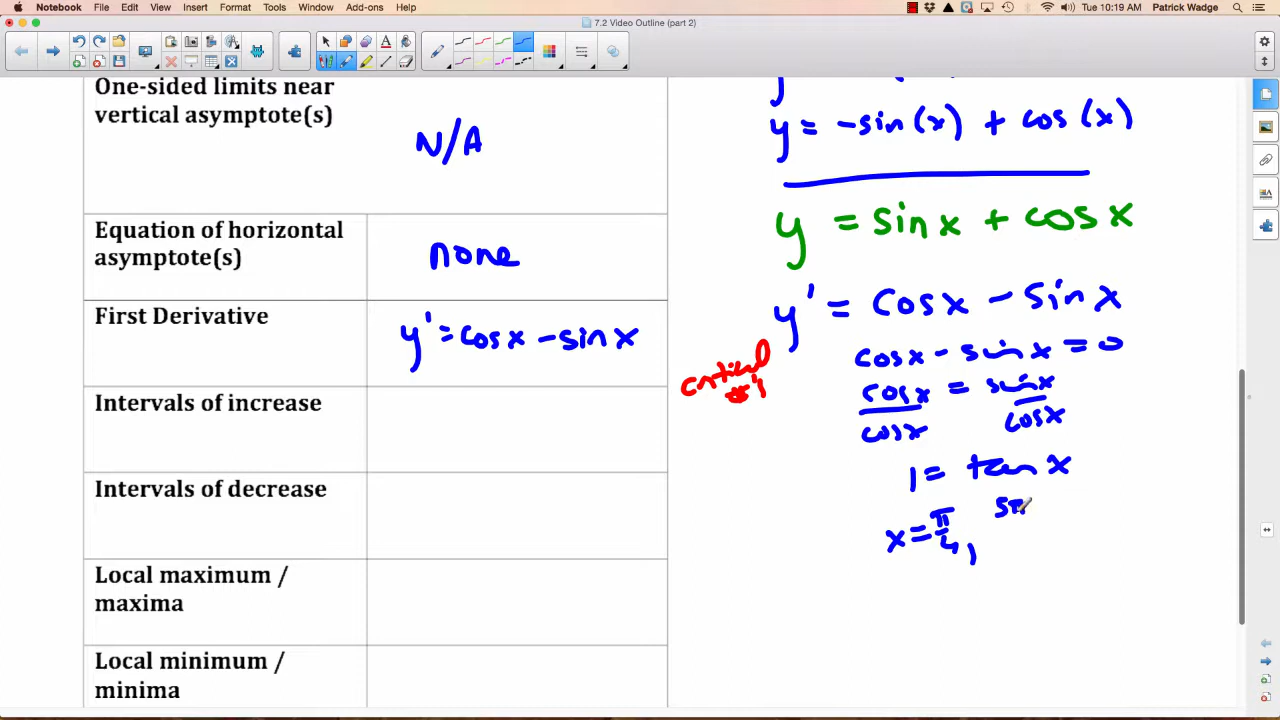 Notebook File Edit View Insert Format Tools Window Add-ons Help Tue 10:19 AM Patrick Wadge
7.2 Video Outline (part 2)
One-sided limits near
vertical asymptote(s)
N/A
Equation of horizontal
asymptote(s)
none
First Derivative
y' = cos x - sin x
Intervals of increase
Intervals of decrease
Local maximum /
maxima
Local minimum /
minima
y = -sin(x) + cos(x)
y = sin x + cos x
y' = cos x - sin x
cos x - sin x = 0
critical
#'s
cos x = sin x
cos x cos x
1 = tan x
x = π/4, 5π